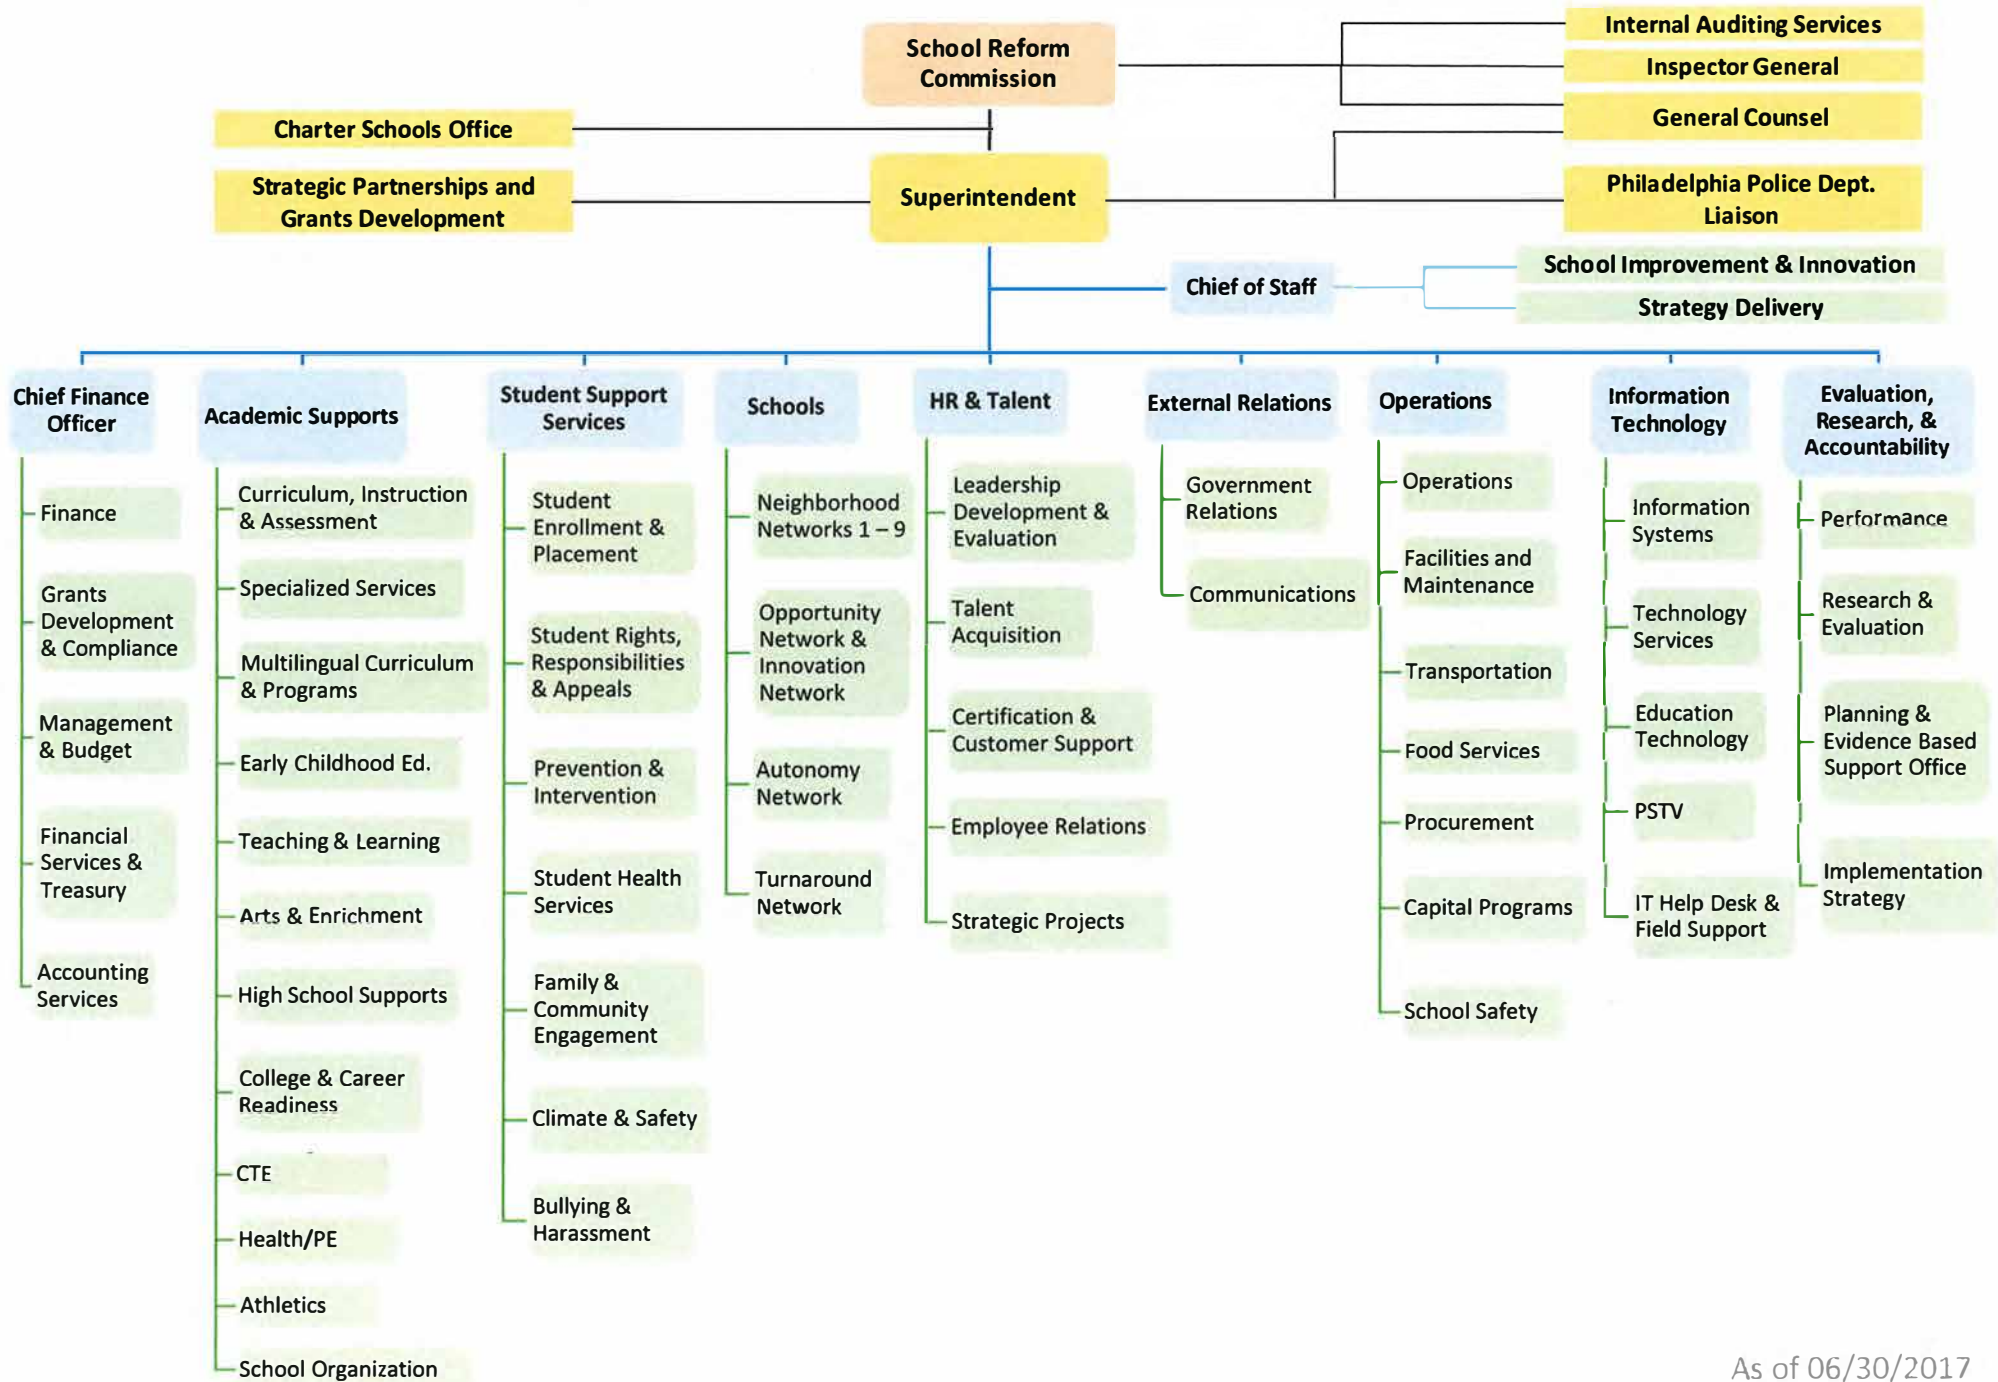 School Reform
Commission
Internal Auditing Services
Inspector General
General Counsel
Charter Schools Office
Strategic Partnerships and
Grants Development
Superintendent
Philadelphia Police Dept.
Liaison
Chief of Staff
School Improvement & Innovation
Strategy Delivery
Chief Finance
Officer
Finance
Grants
Development
& Compliance
Management
& Budget
Financial
Services &
Treasury
Accounting
Services
Academic Supports
Curriculum, Instruction
& Assessment
Specialized Services
Multilingual Curriculum
& Programs
Early Childhood Ed.
Teaching & Learning
Arts & Enrichment
High School Supports
College & Career
Readiness
CTE
Health/PE
Athletics
School Organization
Student Support
Services
Student
Enrollment &
Placement
Student Rights,
Responsibilities
& Appeals
Prevention &
Intervention
Student Health
Services
Family &
Community
Engagement
Climate & Safety
Bullying &
Harassment
Schools
Neighborhood
Networks 1 – 9
Opportunity
Network &
Innovation
Network
Autonomy
Network
Turnaround
Network
HR & Talent
Leadership
Development &
Evaluation
Talent
Acquisition
Certification &
Customer Support
Employee Relations
Strategic Projects
External Relations
Government
Relations
Communications
Operations
Operations
Facilities and
Maintenance
Transportation
Food Services
Procurement
Capital Programs
School Safety
Information
Technology
Information
Systems
Technology
Services
Education
Technology
PSTV
IT Help Desk &
Field Support
Evaluation,
Research, &
Accountability
Performance
Research &
Evaluation
Planning &
Evidence Based
Support Office
Implementation
Strategy
As of 06/30/2017